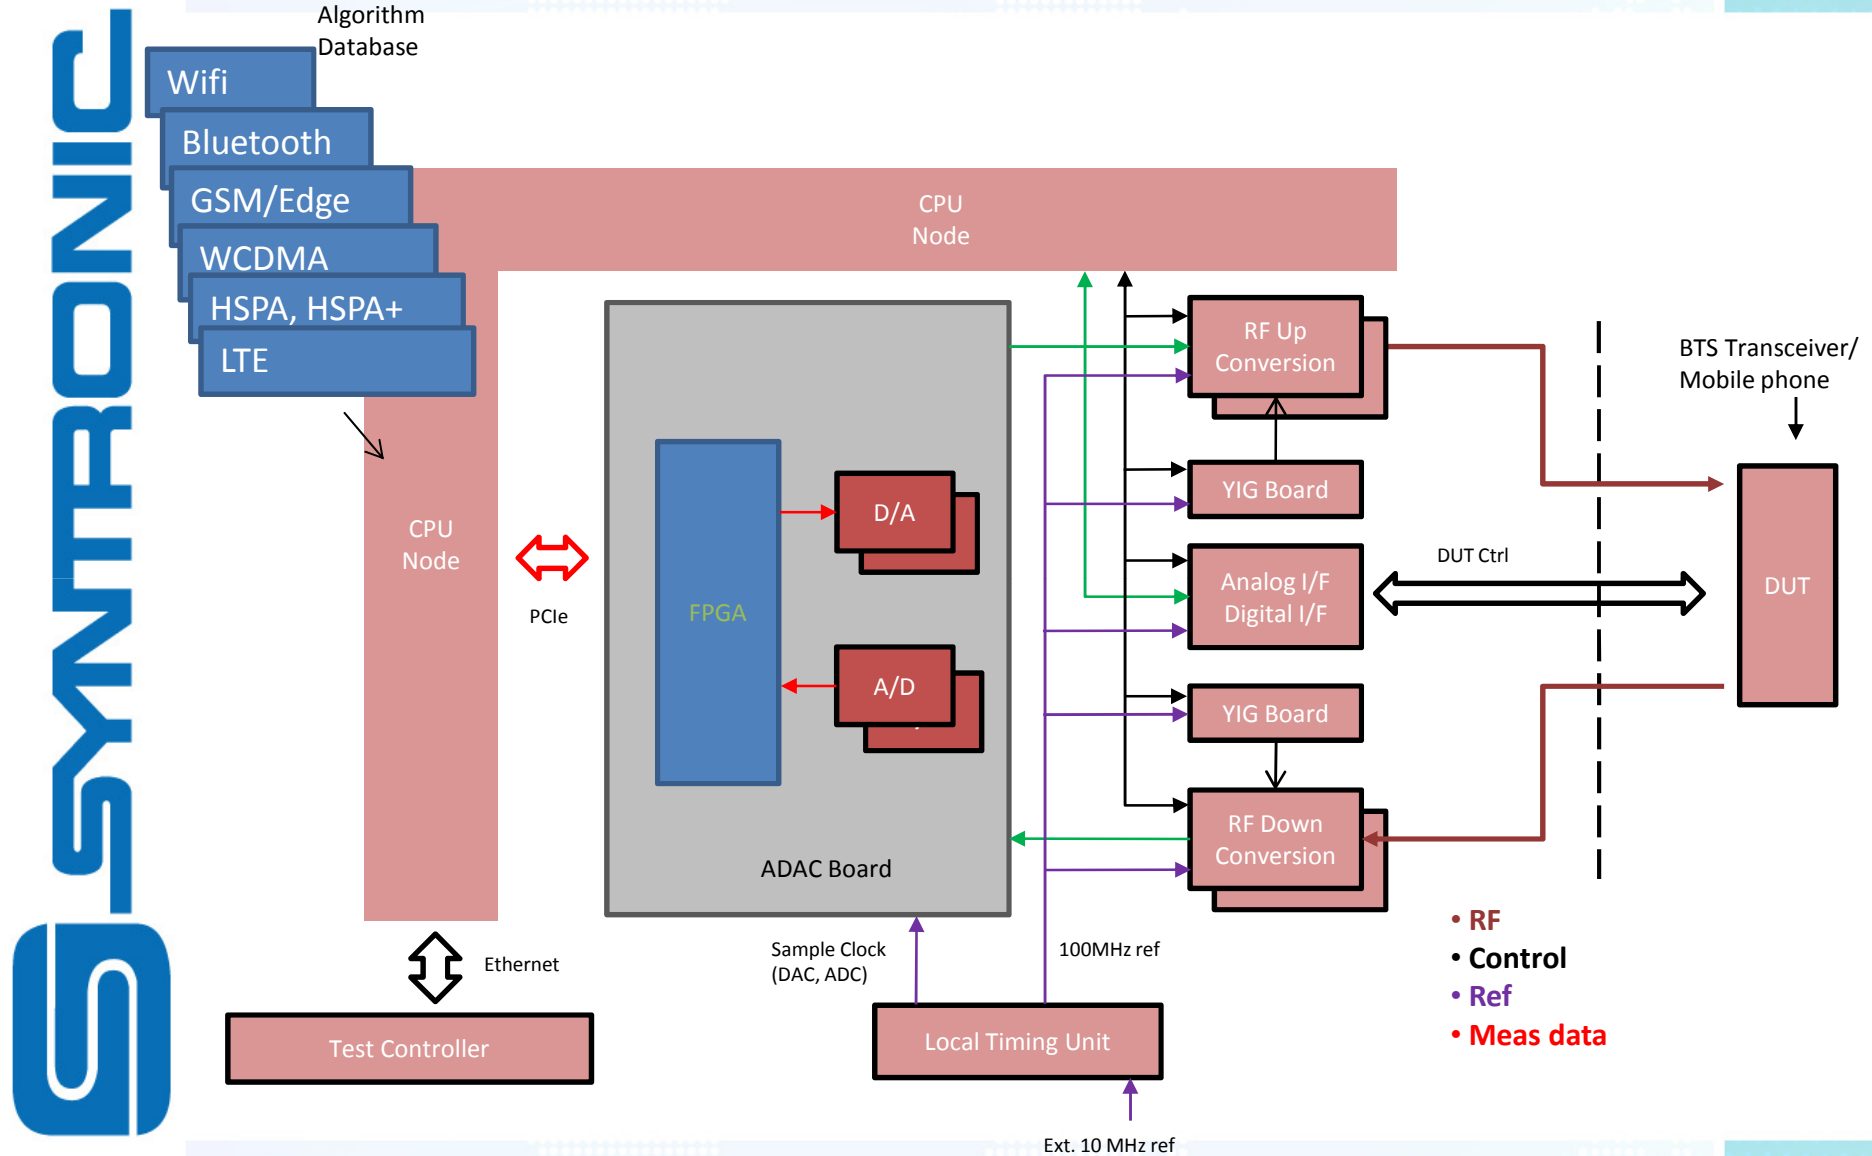 SYNTRONIC
Algorithm
Database
Wifi
Bluetooth
GSM/Edge
WCDMA
HSPA, HSPA+
LTE
CPU
Node
CPU
Node
PCIe
FPGA
D/A
A/D
ADAC Board
RF Up
Conversion
YIG Board
Analog I/F
Digital I/F
YIG Board
RF Down
Conversion
DUT Ctrl
BTS Transceiver/
Mobile phone
DUT
Ethernet
Test Controller
Sample Clock
(DAC, ADC)
100MHz ref
Local Timing Unit
Ext. 10 MHz ref
• RF
• Control
• Ref
• Meas data